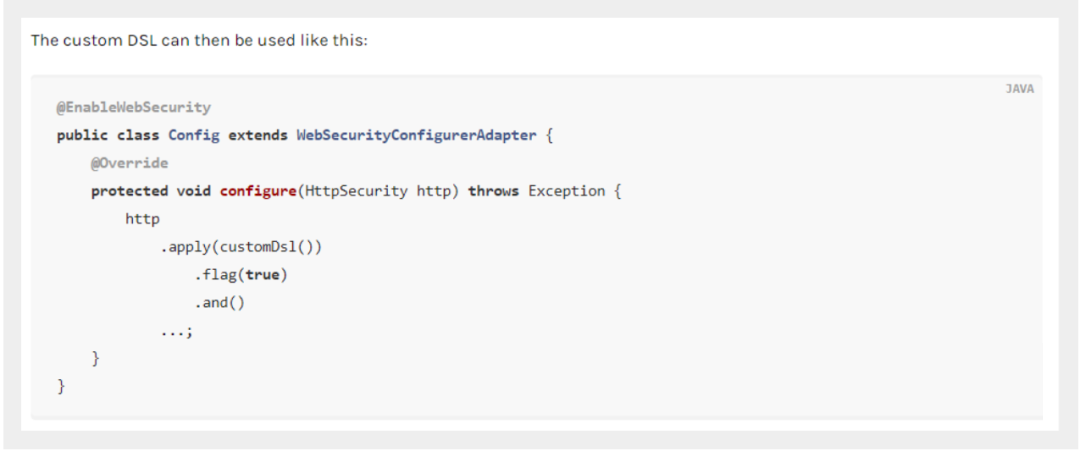 The custom DSL can then be used like this:
JAVA
@EnableWebSecurity
public class Config extends WebSecurityConfigurerAdapter {
    @Override
    protected void configure(HttpSecurity http) throws Exception {
        http
            .apply(customDsl())
                .flag(true)
                .and()
            ...;
    }
}